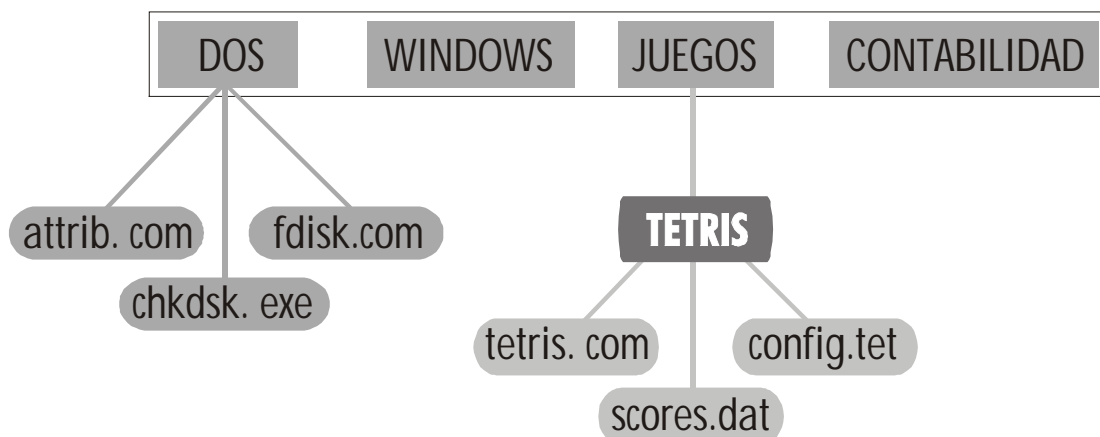 DOS WINDOWS JUEGOS CONTABILIDAD
TETRIS
attrib. com fdisk.com
chkdsk. exe
tetris. com config.tet
scores.dat